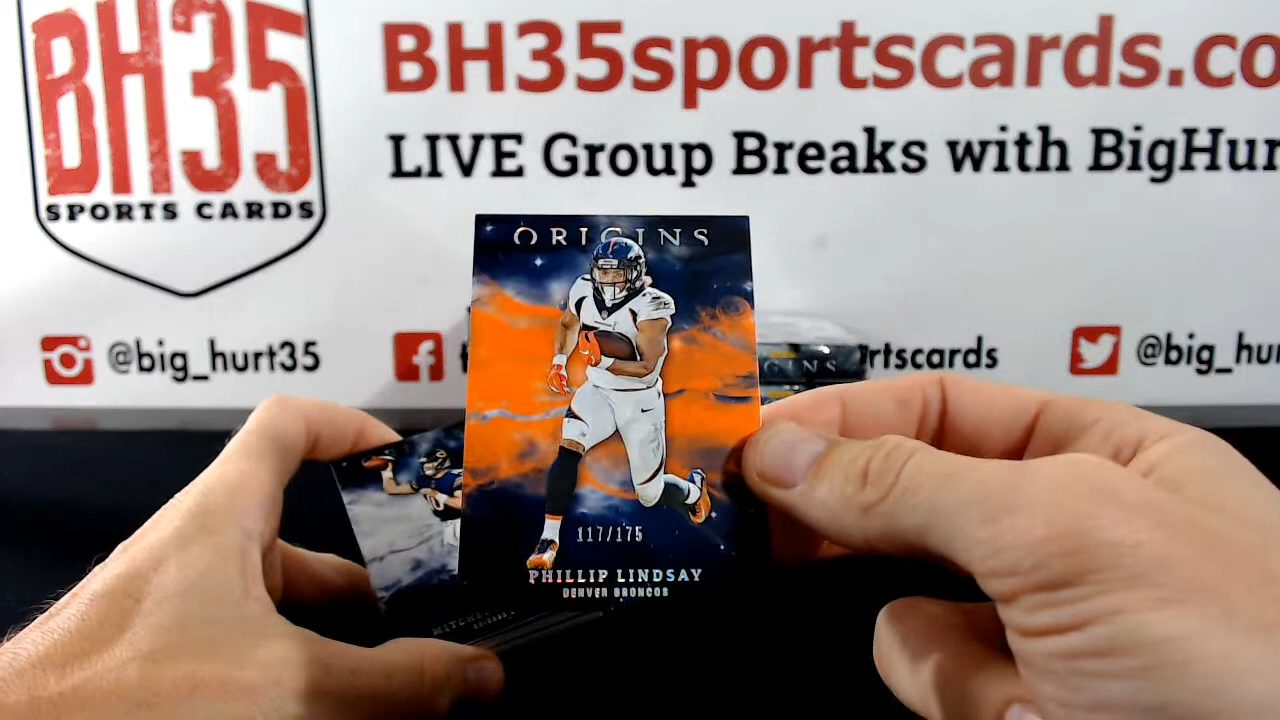 BH35
SPORTS CARDS
BH35sportscards.co
LIVE Group Breaks with BigHur
@big_hurt35
rtscards
@big_hur
ORIGINS
117/175
PHILLIP LINDSAY
DENVER BRONCOS